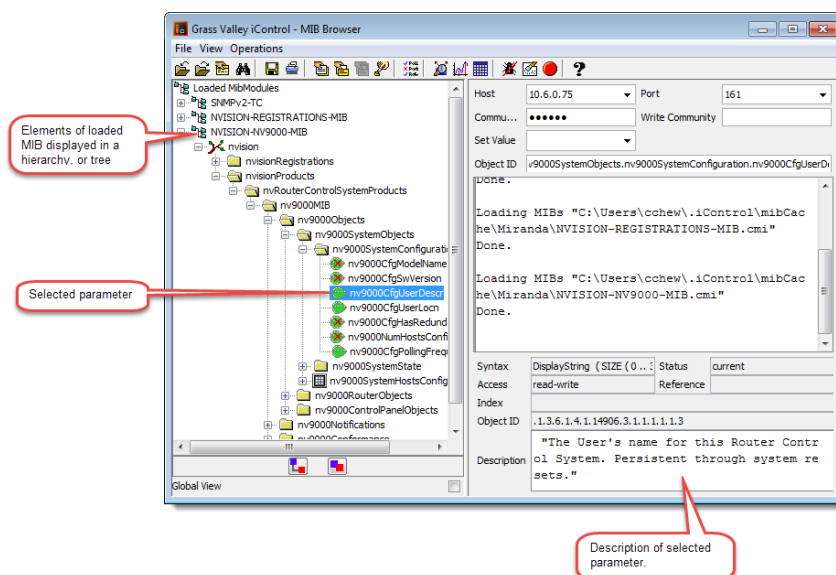 Grass Valley iControl - MIB Browser
File View Operations
Loaded MibModules
SNMPv2-TC
NVISION-REGISTRATIONS-MIB
NVISION-NV9000-MIB
nvision
nvisionRegistrations
nvisionProducts
nvRouterControlSystemProducts
nv9000MIB
nv9000Objects
nv9000SystemObjects
nv9000SystemConfigurati
nv9000CfgModelName
nv9000CfgSwVersion
nv9000CfgUserDescr
nv9000CfgUserLocn
nv9000CfgHasRedund
nv9000NumHostsConfi
nv9000CfgPollingFreq
nv9000SystemState
nv9000SystemHostsConfig
nv9000RouterObjects
nv9000ControlPanelObjects
nv9000Notifications
nv9000Conformance
Global View
Elements of loaded
MIB displayed in a
hierarchy, or tree
Selected parameter
Host 10.6.0.75 Port 161
Commu... •••••• Write Community
Set Value
Object ID v9000SystemObjects.nv9000SystemConfiguration.nv9000CfgUserD
Done.
Loading MIBs "C:\Users\cchew\.iControl\mibCac
he\Miranda\NVISION-REGISTRATIONS-MIB.cmi"
Done.
Loading MIBs "C:\Users\cchew\.iControl\mibCac
he\Miranda\NVISION-NV9000-MIB.cmi"
Done.
Syntax DisplayString (SIZE (0 .. Status current
Access read-write Reference
Index
Object ID .1.3.6.1.4.1.14906.3.1.1.1.1.1.3
Description "The User's name for this Router Contr
ol System. Persistent through system re
sets."
Description of selected
parameter.